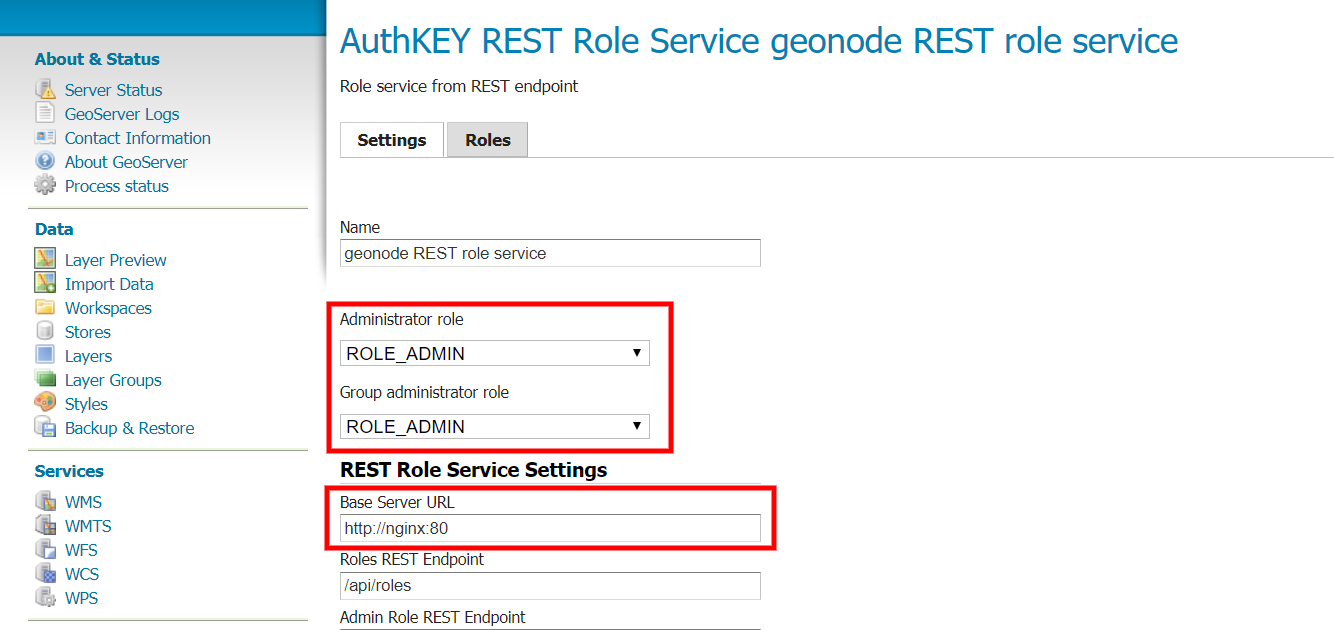 About & Status
Server Status
GeoServer Logs
Contact Information
About GeoServer
Process status
Data
Layer Preview
Import Data
Workspaces
Stores
Layers
Layer Groups
Styles
Backup & Restore
Services
WMS
WMTS
WFS
WCS
WPS
AuthKEY REST Role Service geonode REST role service
Role service from REST endpoint
Settings Roles
Name
geonode REST role service
Administrator role
ROLE_ADMIN
Group administrator role
ROLE_ADMIN
REST Role Service Settings
Base Server URL
http://nginx:80
Roles REST Endpoint
/api/roles
Admin Role REST Endpoint